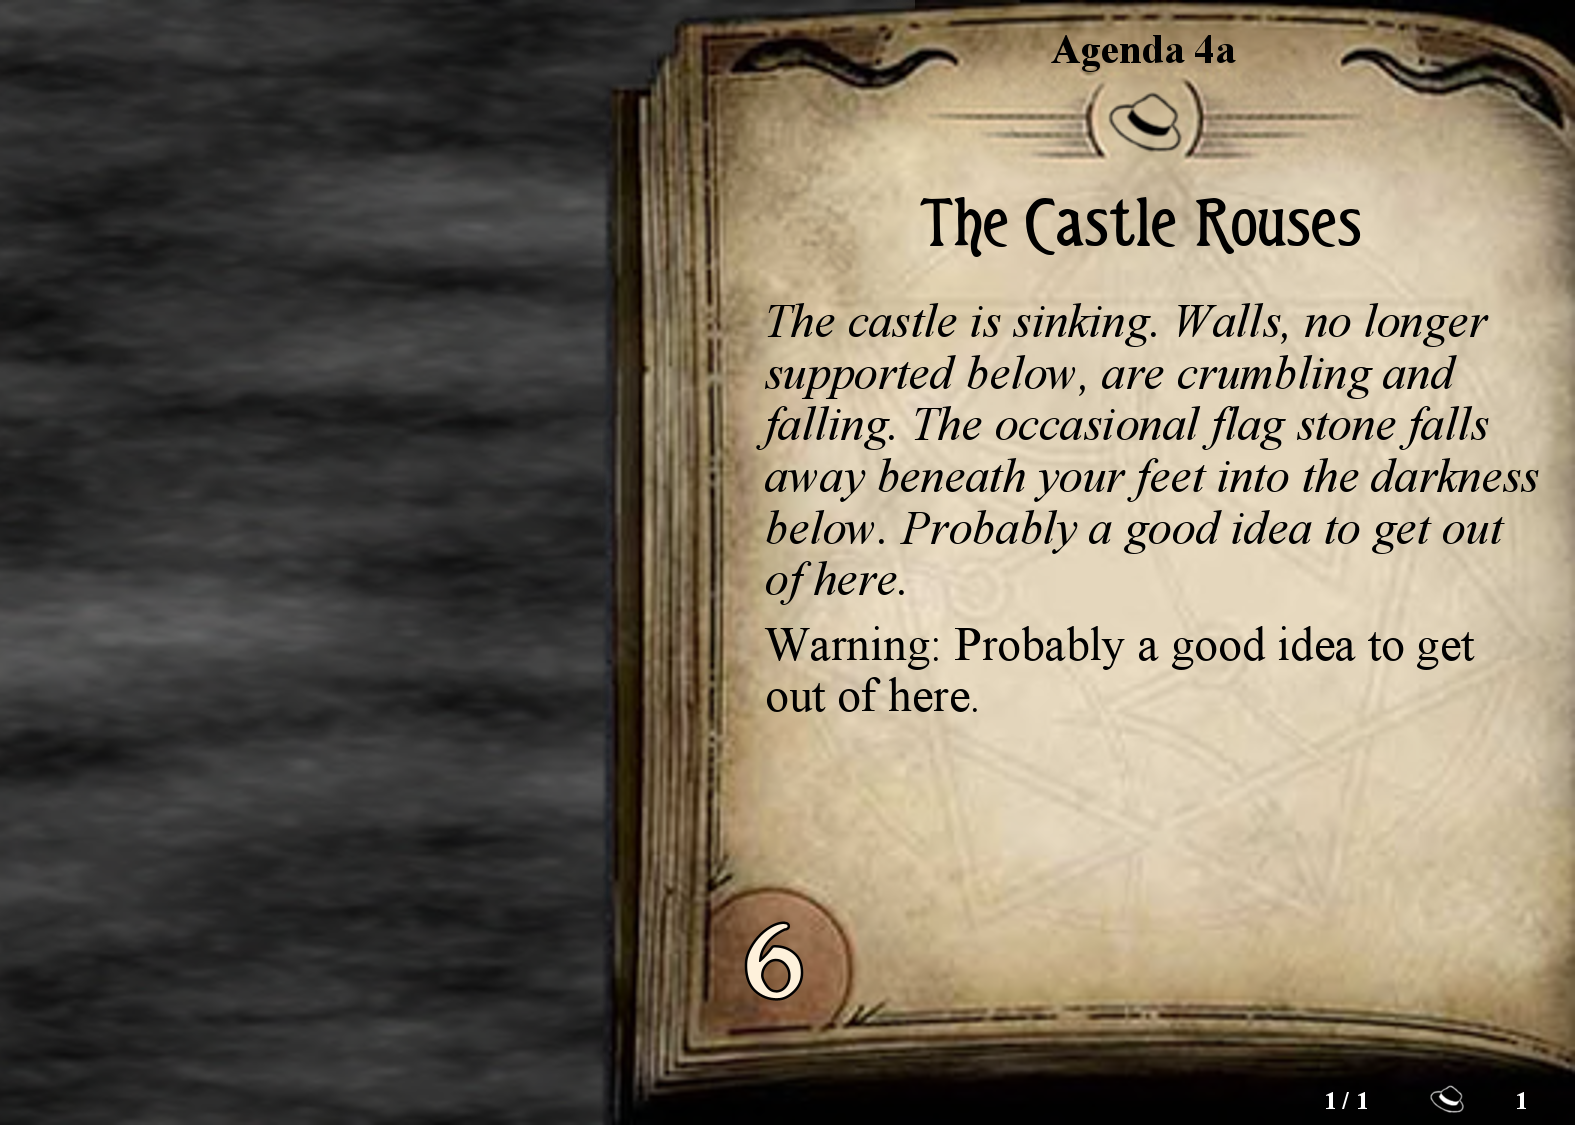 Agenda 4a
The Castle Rouses
The castle is sinking. Walls, no longer
supported below, are crumbling and
falling. The occasional flag stone falls
away beneath your feet into the darkness
below. Probably a good idea to get out
of here.
Warning: Probably a good idea to get
out of here.
6
1 / 1
1